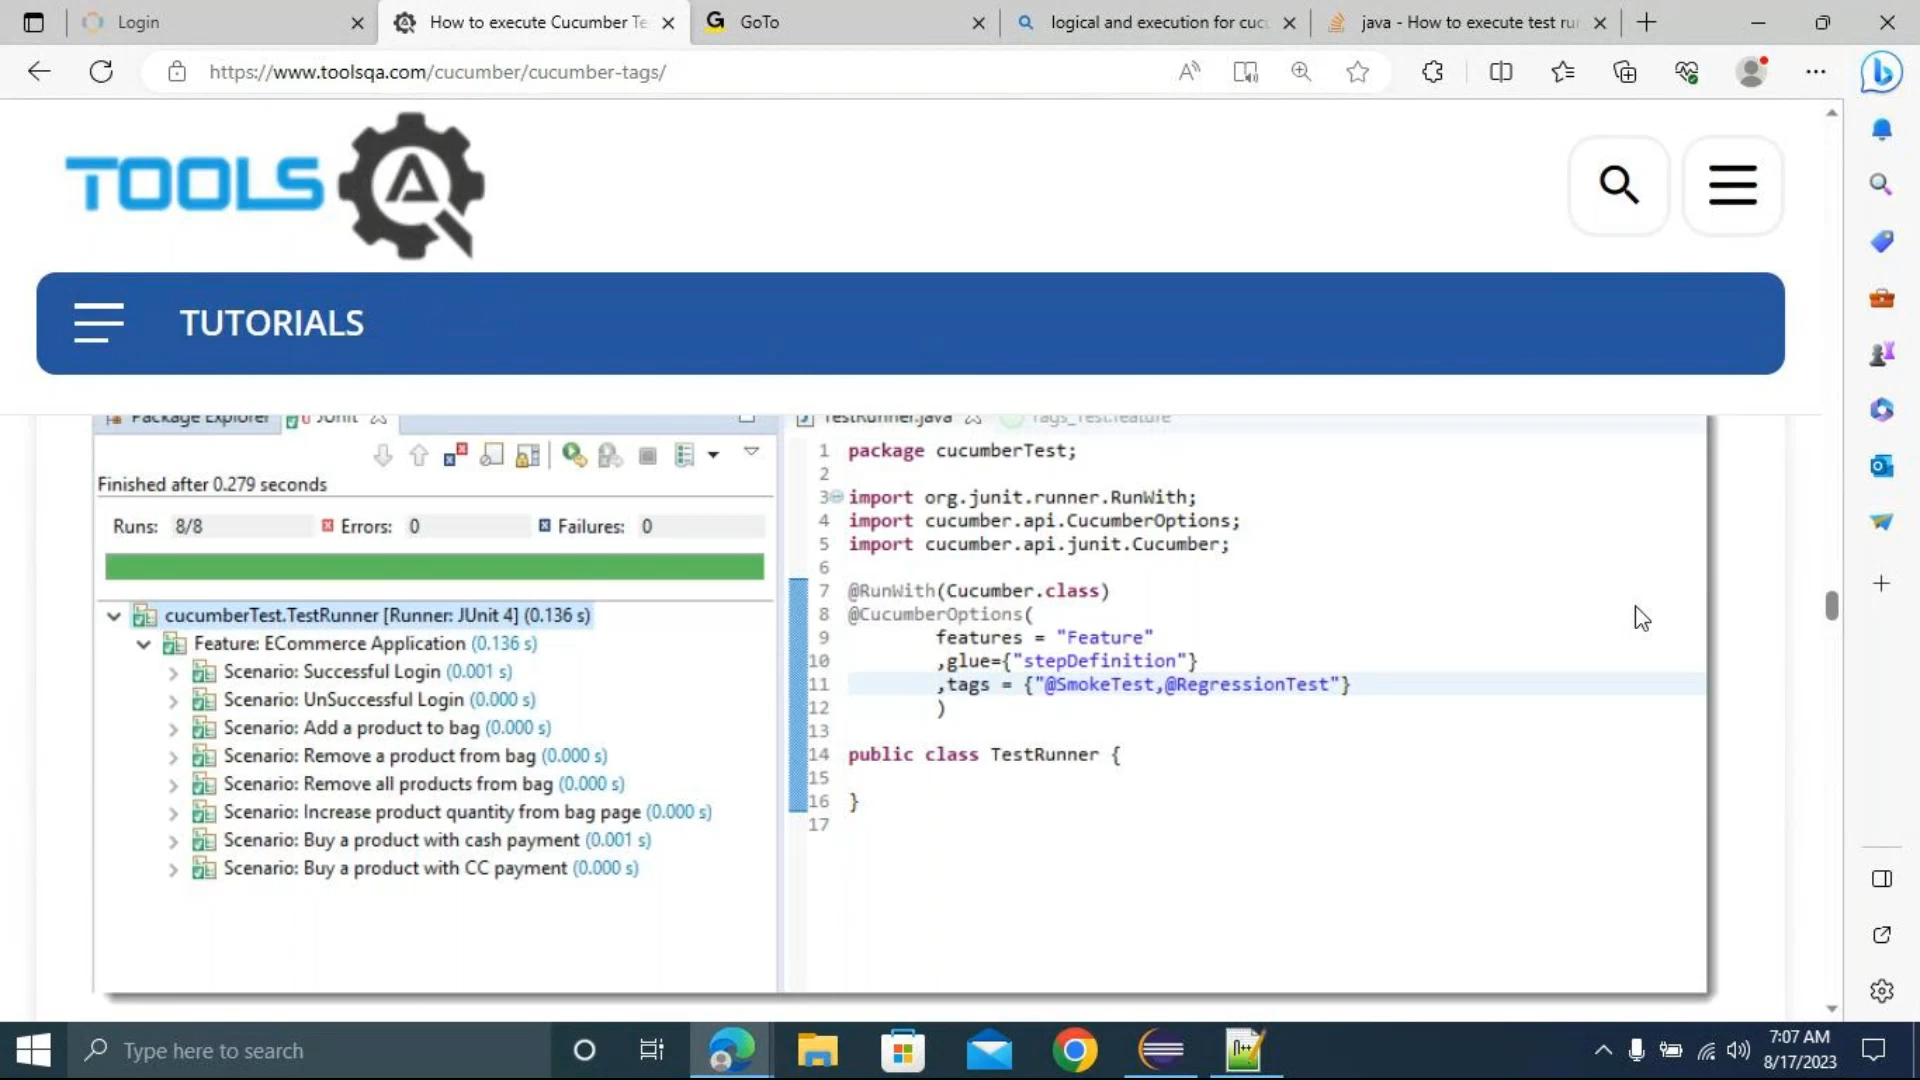 Login
How to execute Cucumber Te
GoTo
logical and execution for cuc
java - How to execute test ru
https://www.toolsqa.com/cucumber/cucumber-tags/
TOOLS
TUTORIALS
Package Explorer
JUnit
TestRunner.java
Tags_Test.feature
Finished after 0.279 seconds
Runs: 8/8
Errors: 0
Failures: 0
cucumberTest.TestRunner [Runner: JUnit 4] (0.136 s)
Feature: ECommerce Application (0.136 s)
Scenario: Successful Login (0.001 s)
Scenario: UnSuccessful Login (0.000 s)
Scenario: Add a product to bag (0.000 s)
Scenario: Remove a product from bag (0.000 s)
Scenario: Remove all products from bag (0.000 s)
Scenario: Increase product quantity from bag page (0.000 s)
Scenario: Buy a product with cash payment (0.001 s)
Scenario: Buy a product with CC payment (0.000 s)
1 package cucumberTest;
2
3 import org.junit.runner.RunWith;
4 import cucumber.api.CucumberOptions;
5 import cucumber.api.junit.Cucumber;
6
7 @RunWith(Cucumber.class)
8 @CucumberOptions(
9 features = "Feature"
10 ,glue={"stepDefinition"}
11 ,tags = {"@SmokeTest,@RegressionTest"}
12 )
13
14 public class TestRunner {
15
16 }
17
Type here to search
7:07 AM
8/17/2023